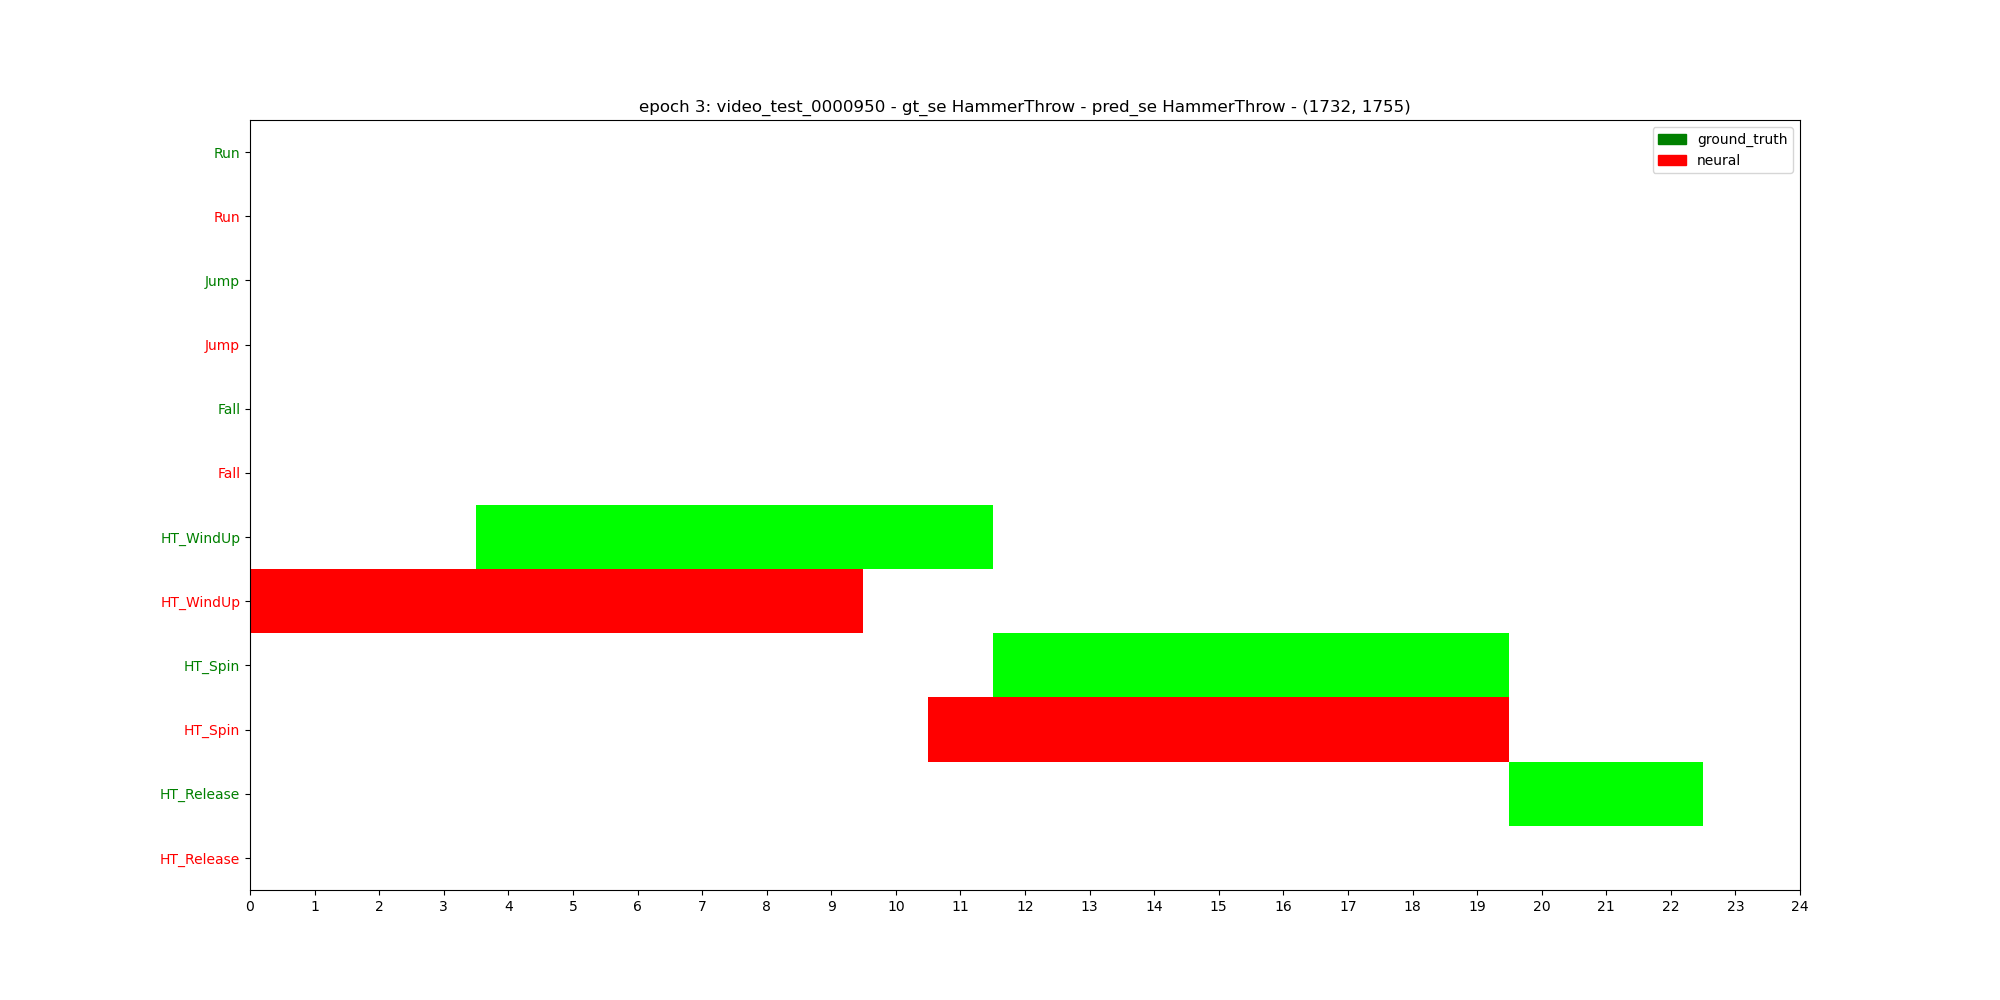 epoch 3: video_test_0000950 - gt_se HammerThrow - pred_se HammerThrow - (1732, 1755)
ground_truth
neural
Run
Run
Jump
Jump
Fall
Fall
HT_WindUp
HT_WindUp
HT_Spin
HT_Spin
HT_Release
HT_Release
0 1 2 3 4 5 6 7 8 9 10 11 12 13 14 15 16 17 18 19 20 21 22 23 24